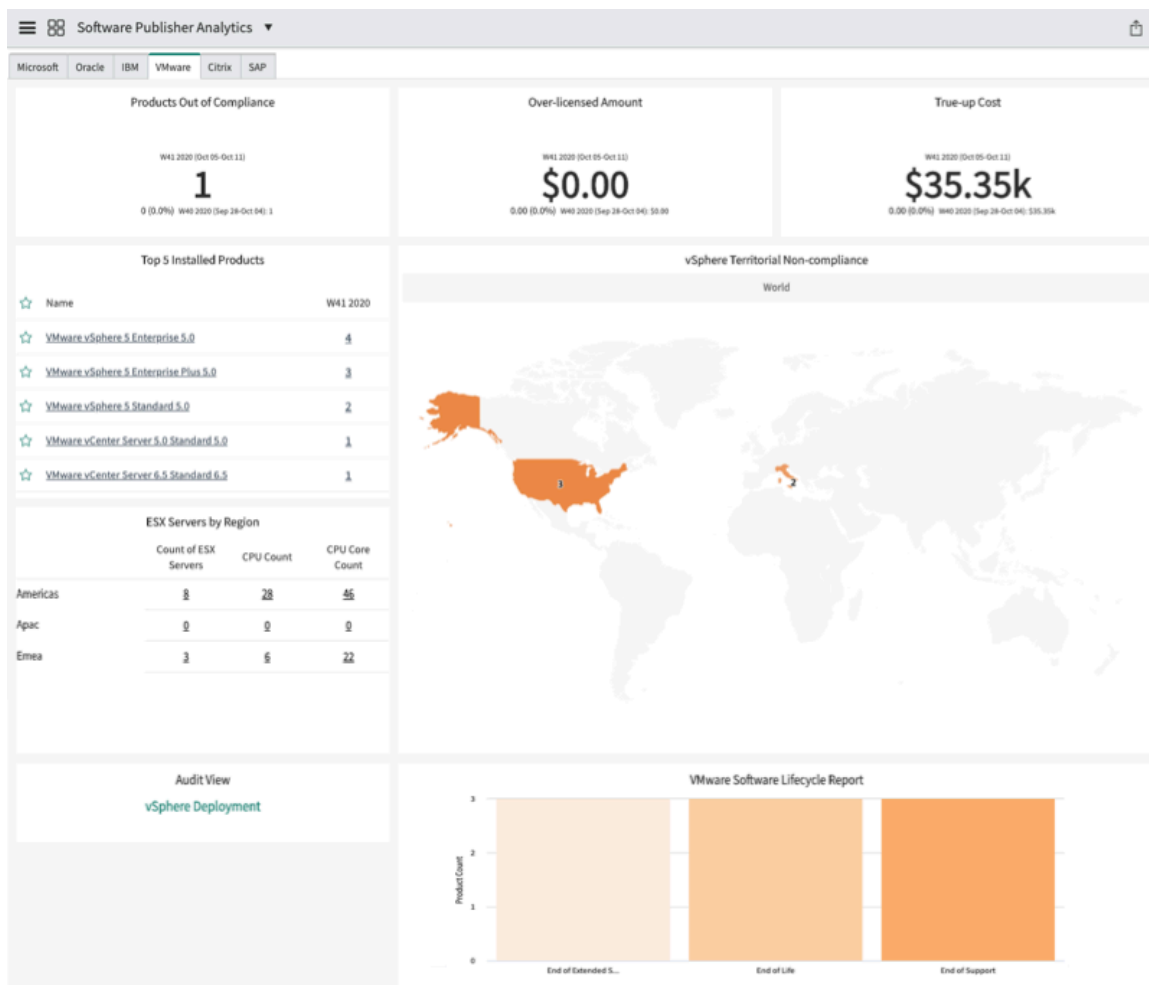 Software Publisher Analytics ▼
Microsoft Oracle IBM VMware Citrix SAP
Products Out of Compliance
W41 2020 (Oct 05-Oct 11)
1
0 (0.0%) W40 2020 (Sep 28-Oct 04): 1
Over-licensed Amount
W41 2020 (Oct 05-Oct 11)
$0.00
0.00 (0.0%) W40 2020 (Sep 28-Oct 04): $0.00
True-up Cost
W41 2020 (Oct 05-Oct 11)
$35.35k
0.00 (0.0%) W40 2020 (Sep 28-Oct 04): $35.35k
Top 5 Installed Products
Name W41 2020
VMware vSphere 5 Enterprise 5.0 4
VMware vSphere 5 Enterprise Plus 5.0 3
VMware vSphere 5 Standard 5.0 2
VMware vCenter Server 5.0 Standard 5.0 1
VMware vCenter Server 6.5 Standard 6.5 1
vSphere Territorial Non-compliance
World
2
ESX Servers by Region
Count of ESX
Servers
CPU Count
CPU Core
Count
Americas 8 28 46
Apac 0 0 0
Emea 3 6 22
Audit View
vSphere Deployment
VMware Software Lifecycle Report
Product Count
3
2
1
0
End of Extended S...
End of Life
End of Support